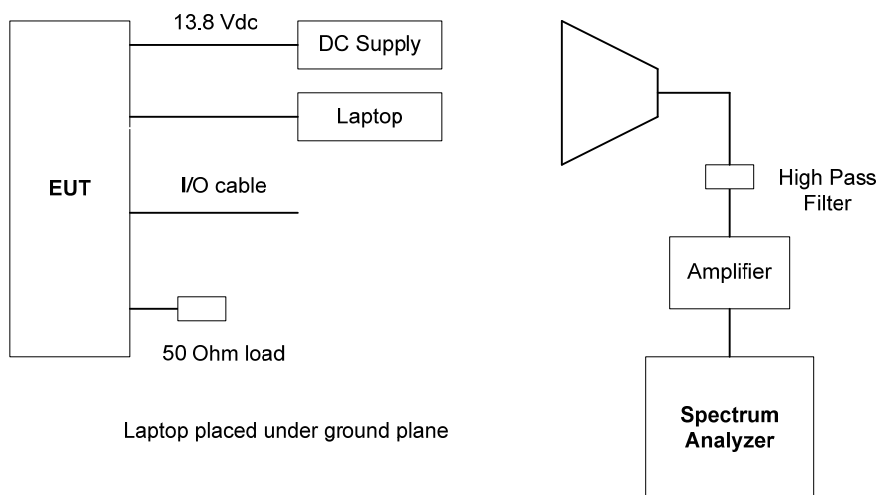 13.8 Vdc
DC Supply
Laptop
EUT
I/O cable
50 Ohm load
Laptop placed under ground plane
High Pass
Filter
Amplifier
Spectrum
Analyzer